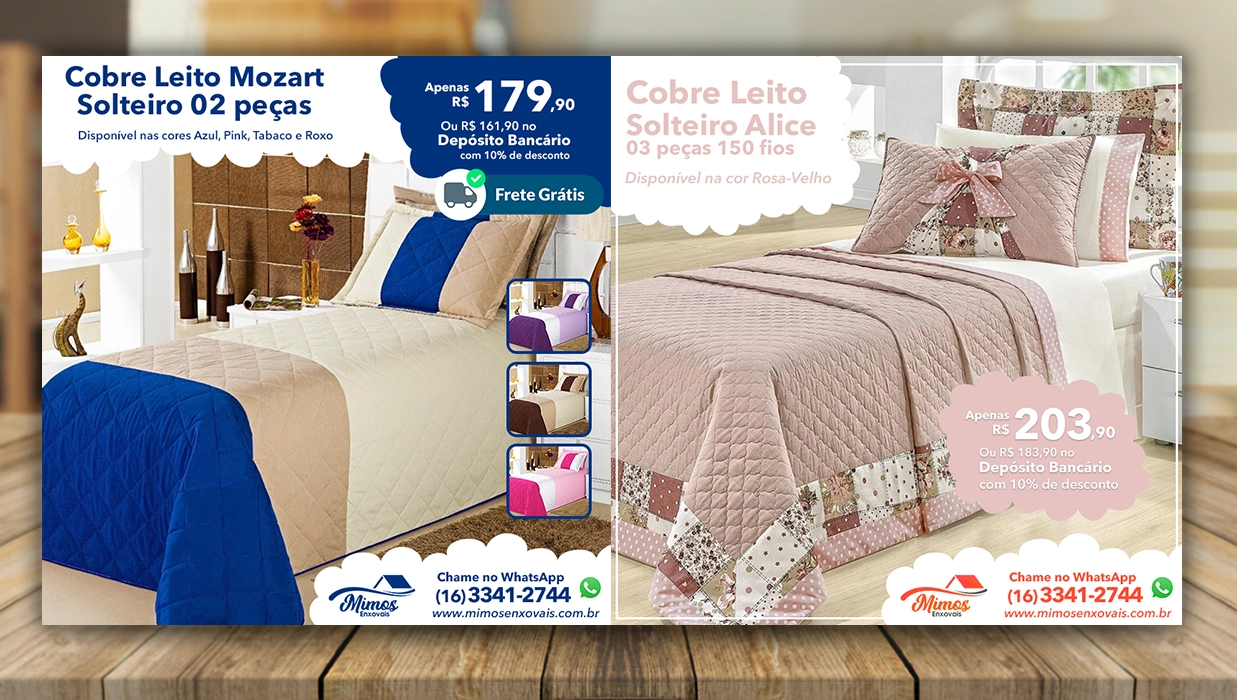 Cobre Leito Mozart
Solteiro 02 peças
Disponível nas cores Azul, Pink, Tabaco e Roxo
Apenas
R$ 179,90
Ou R$ 161,90 no
Depósito Bancário
com 10% de desconto
Frete Grátis
Mimos
Enxovais
Chame no WhatsApp
(16) 3341-2744
www.mimosenxovais.com.br
Cobre Leito
Solteiro Alice
03 peças 150 fios
Disponível na cor Rosa-Velho
Apenas
R$ 203,90
Ou R$ 183,90 no
Depósito Bancário
com 10% de desconto
Mimos
Enxovais
Chame no WhatsApp
(16) 3341-2744
www.mimosenxovais.com.br